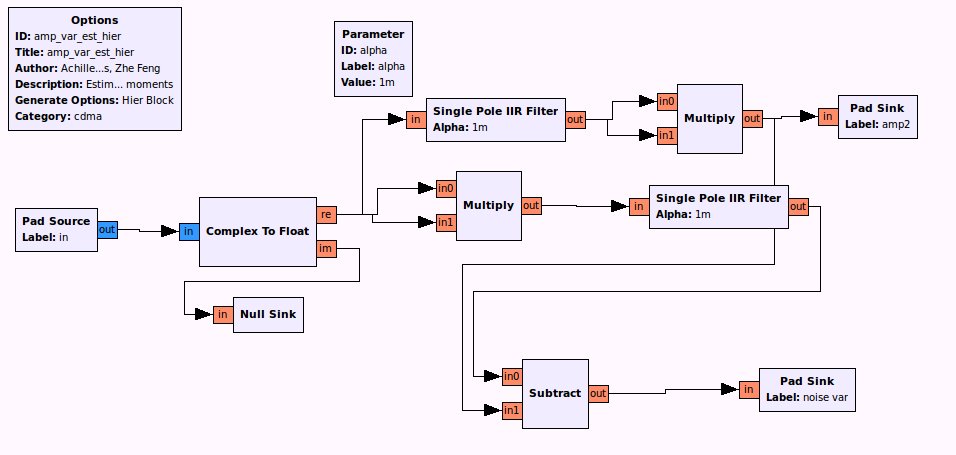 Options
ID: amp_var_est_hier
Title: amp_var_est_hier
Author: Achille...s, Zhe Feng
Description: Estim... moments
Generate Options: Hier Block
Category: cdma
Parameter
ID: alpha
Label: alpha
Value: 1m
in
Single Pole IIR Filter
Alpha: 1m
out
in0
in1
Multiply
out
in
Pad Sink
Label: amp2
Pad Source
Label: in
out
in
Complex To Float
re
im
in0
in1
Multiply
out
in
Single Pole IIR Filter
Alpha: 1m
out
in
Null Sink
in0
in1
Subtract
out
in
Pad Sink
Label: noise var